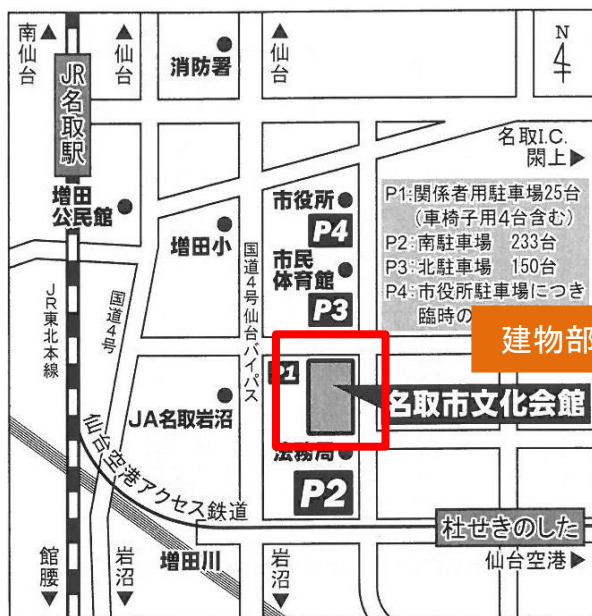 南仙台
仙台
仙台
N
消防署
JR名取駅
名取I.C.
閖上
増田
公民館
市役所
P4
増田小
市民
体育館
P3
P1:関係者用駐車場25台
(車椅子用4台含む)
P2:南駐車場 233台
P3:北駐車場 150台
P4:市役所駐車場につき
臨時の
建物部
JR東北本線
国道4号
国道4号仙台バイパス
P1
名取市文化会館
JA名取岩沼
法務局
P2
仙台空港アクセス鉄道
杜せきのした
仙台空港
増田川
館腰
岩沼
岩沼